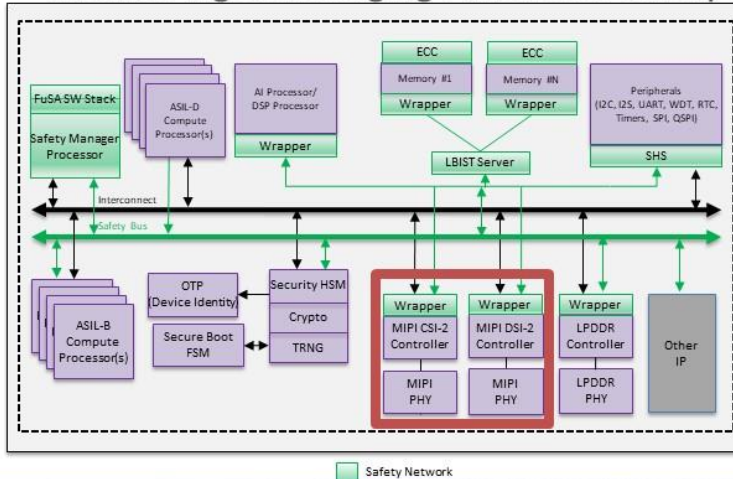 ECC
ECC
FuSA SW Stack
Safety Manager
Processor
ASIL-D
Compute
Processor(s)
AI Processor/
DSP Processor
Wrapper
Memory #1
Wrapper
Memory #N
Wrapper
Peripherals
(I2C, I2S, UART, WDT, RTC,
Timers, SPI, QSPI)
SHS
LBIST Server
Interconnect
Safety Bus
ASIL-B
Compute
Processor(s)
OTP
(Device Identity)
Secure Boot
FSM
Security HSM
Crypto
TRNG
Wrapper
MIPI CSI-2
Controller
MIPI
PHY
Wrapper
MIPI DSI-2
Controller
MIPI
PHY
Wrapper
LPDDR
Controller
LPDDR
PHY
Other
IP
Safety Network